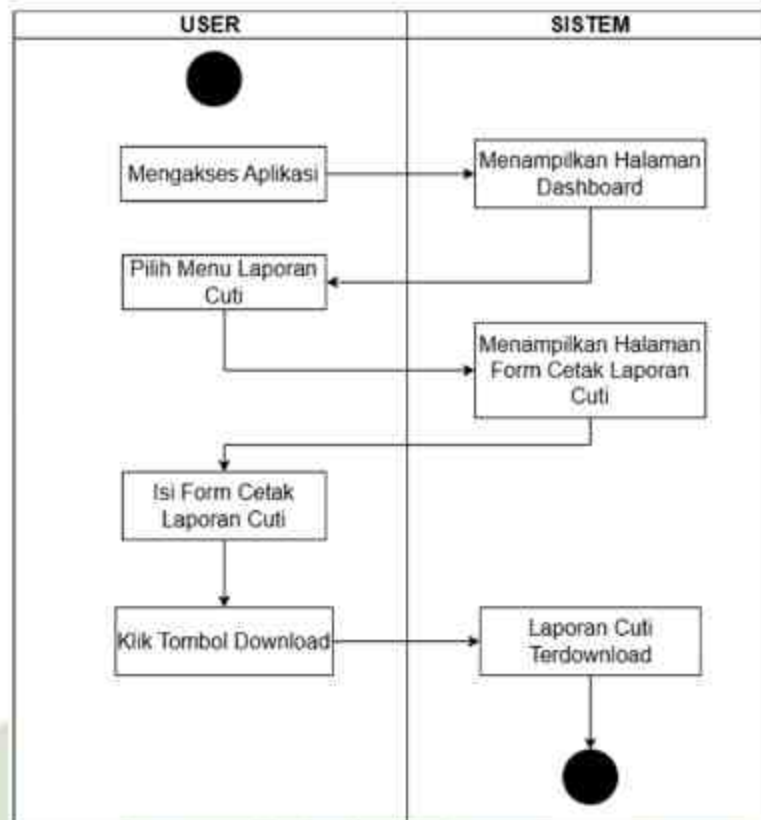 USER
SISTEM
Mengakses Aplikasi
Menampilkan Halaman
Dashboard
Pilih Menu Laporan
Cuti
Menampilkan Halaman
Form Cetak Laporan
Cuti
Isi Form Cetak
Laporan Cuti
Klik Tombol Download
Laporan Cuti
Terdownload